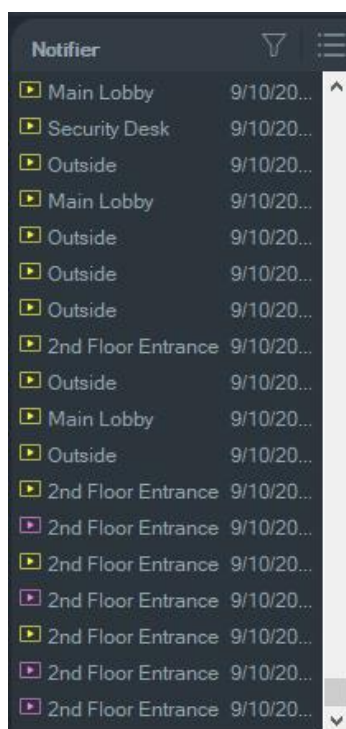 Notifier
Main Lobby 9/10/20...
Security Desk 9/10/20...
Outside 9/10/20...
Main Lobby 9/10/20...
Outside 9/10/20...
Outside 9/10/20...
Outside 9/10/20...
2nd Floor Entrance 9/10/20...
Outside 9/10/20...
Main Lobby 9/10/20...
Outside 9/10/20...
2nd Floor Entrance 9/10/20...
2nd Floor Entrance 9/10/20...
2nd Floor Entrance 9/10/20...
2nd Floor Entrance 9/10/20...
2nd Floor Entrance 9/10/20...
2nd Floor Entrance 9/10/20...
2nd Floor Entrance 9/10/20...